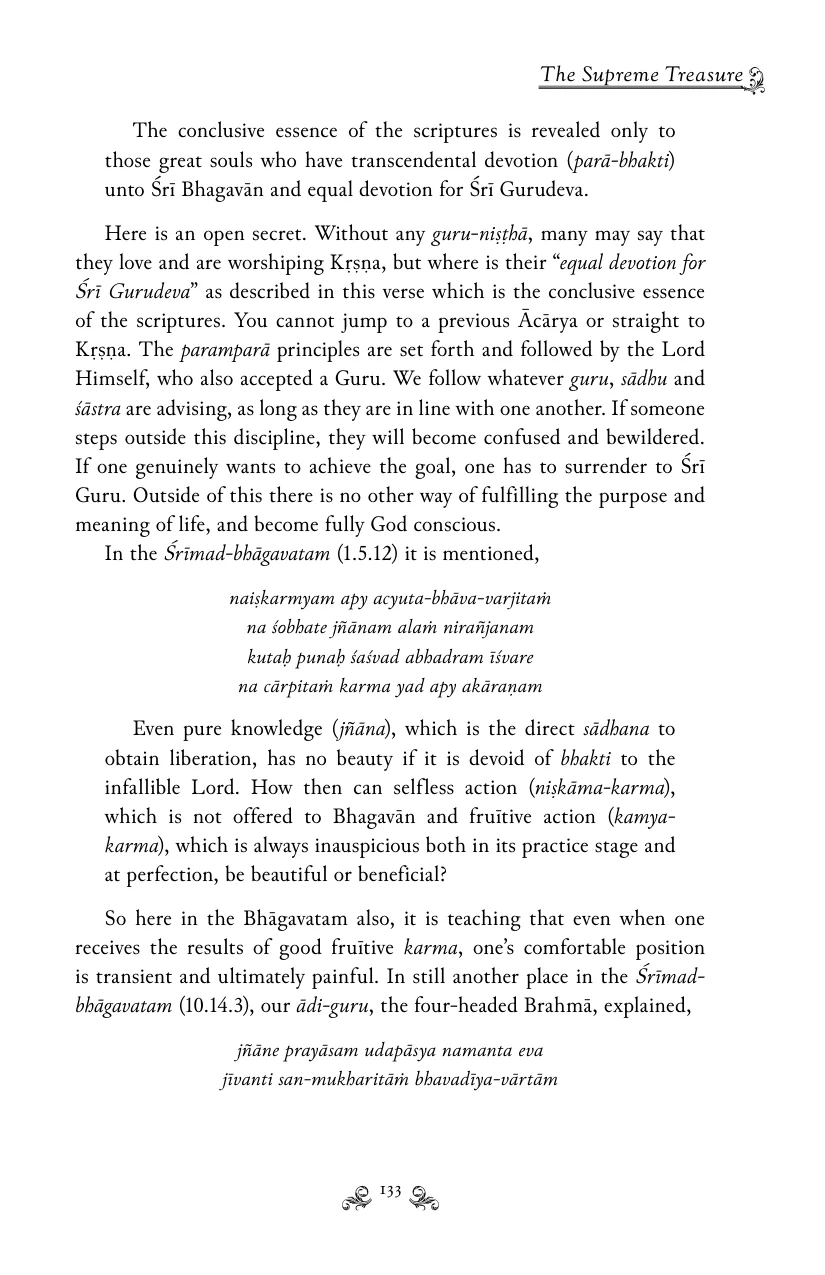 The Supreme Treasure
The conclusive essence of the scriptures is revealed only to
those great souls who have transcendental devotion (parā-bhakti)
unto Śrī Bhagavān and equal devotion for Śrī Gurudeva.
Here is an open secret. Without any guru-niṣṭhā, many may say that
they love and are worshiping Kṛṣṇa, but where is their “equal devotion for
Śrī Gurudeva” as described in this verse which is the conclusive essence
of the scriptures. You cannot jump to a previous Ācārya or straight to
Kṛṣṇa. The paramparā principles are set forth and followed by the Lord
Himself, who also accepted a Guru. We follow whatever guru, sādhu and
śāstra are advising, as long as they are in line with one another. If someone
steps outside this discipline, they will become confused and bewildered.
If one genuinely wants to achieve the goal, one has to surrender to Śrī
Guru. Outside of this there is no other way of fulfilling the purpose and
meaning of life, and become fully God conscious.
In the Śrīmad-bhāgavatam (1.5.12) it is mentioned,
naiṣkarmyam apy acyuta-bhāva-varjitaṁ
na śobhate jñānam alaṁ nirañjanam
kutaḥ punaḥ śaśvad abhadram īśvare
na cārpitaṁ karma yad apy akāraṇam
Even pure knowledge (jñāna), which is the direct sādhana to
obtain liberation, has no beauty if it is devoid of bhakti to the
infallible Lord. How then can selfless action (niṣkāma-karma),
which is not offered to Bhagavān and fruītive action (kamya-
karma), which is always inauspicious both in its practice stage and
at perfection, be beautiful or beneficial?
So here in the Bhāgavatam also, it is teaching that even when one
receives the results of good fruītive karma, one’s comfortable position
is transient and ultimately painful. In still another place in the Śrīmad-
bhāgavatam (10.14.3), our ādi-guru, the four-headed Brahmā, explained,
jñāne prayāsam udapāsya namanta eva
jīvanti san-mukharitāṁ bhavadīya-vārtām
133